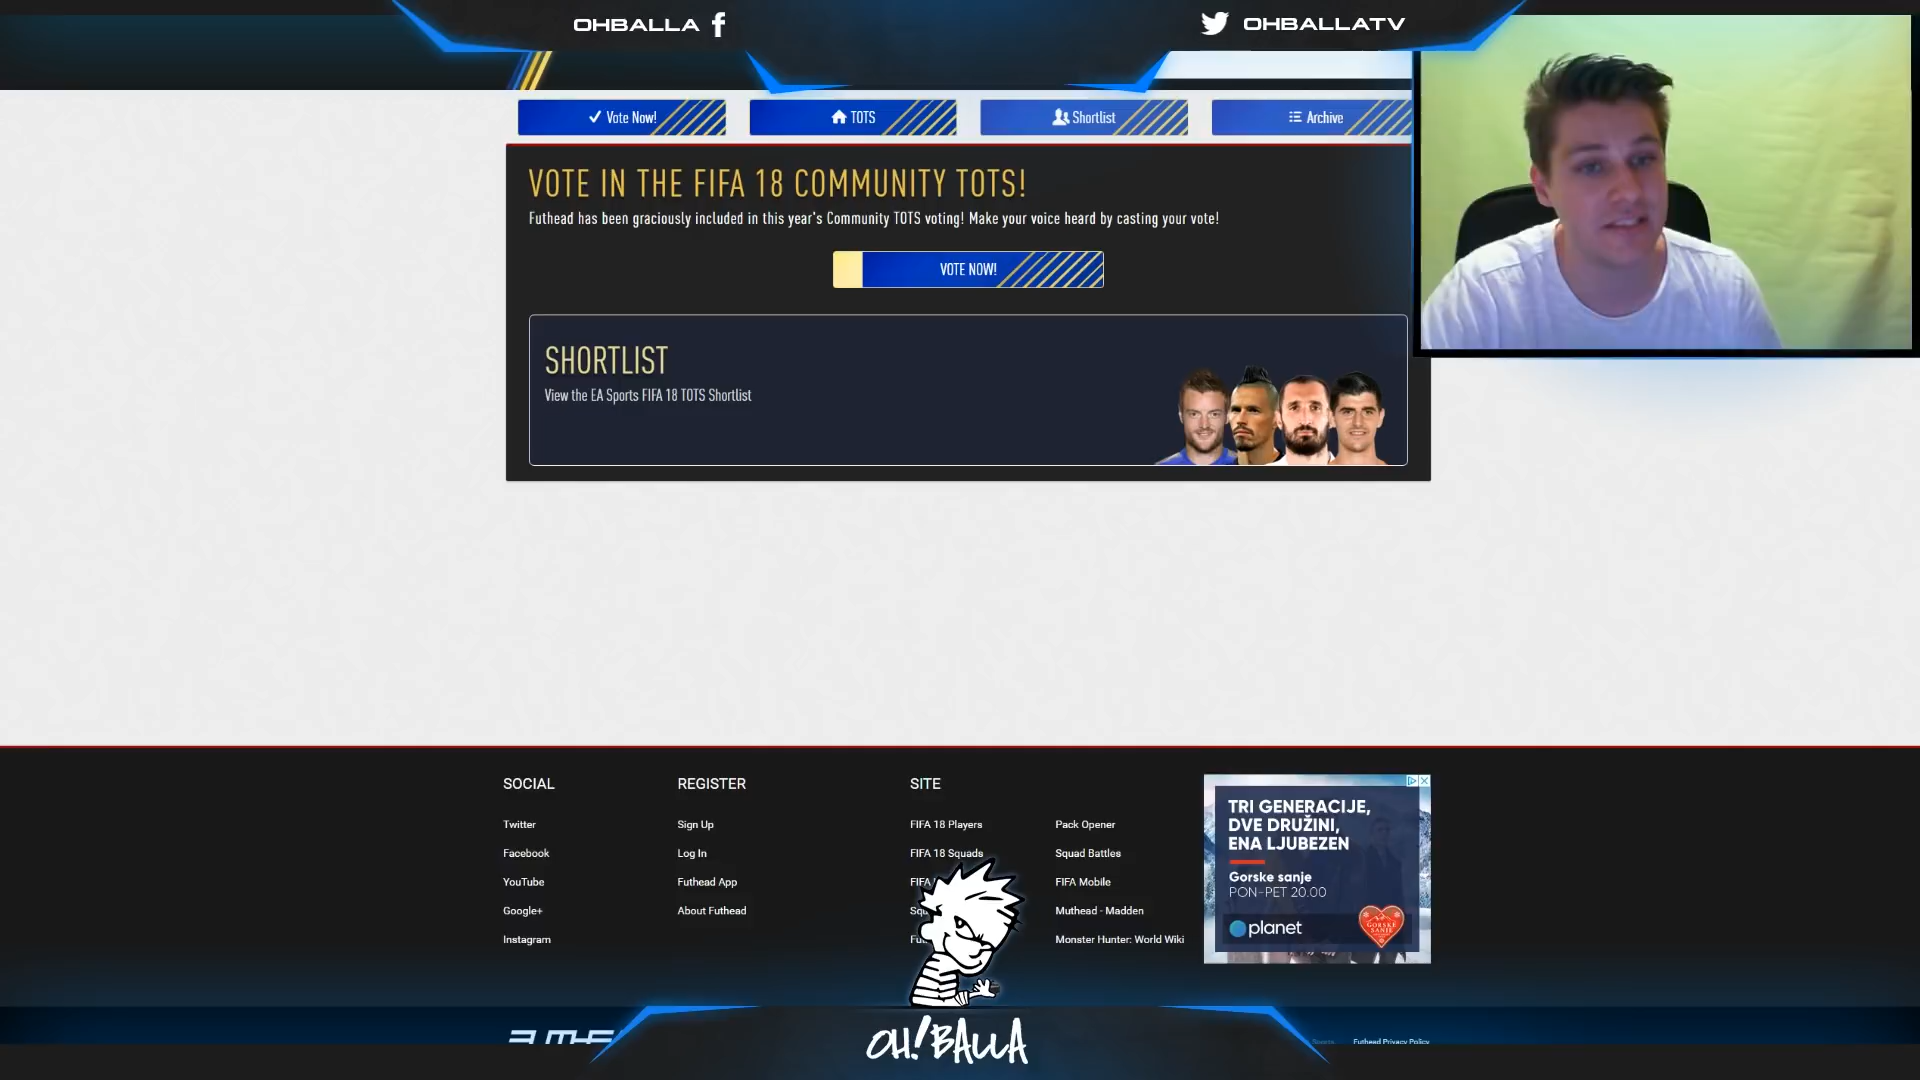 OHBALLA
OHBALLATV
Vote Now!
TOTS
Shortlist
Archive
VOTE IN THE FIFA 18 COMMUNITY TOTS!
Futhead has been graciously included in this year's Community TOTS voting! Make your voice heard by casting your vote!
VOTE NOW!
SHORTLIST
View the EA Sports FIFA 18 TOTS Shortlist
SOCIAL
Twitter
Facebook
YouTube
Google+
Instagram
REGISTER
Sign Up
Log In
Futhead App
About Futhead
SITE
FIFA 18 Players
FIFA 18 Squads
FIFA
Pack Opener
Squad Battles
FIFA Mobile
Muthead - Madden
Monster Hunter: World Wiki
TRI GENERACIJE,
DVE DRUŽINI,
ENA LJUBEZEN
Gorske sanje
PON-PET 20.00
planet
GORSKE
SANJE
OH!BALLA
Futhead Privacy Policy